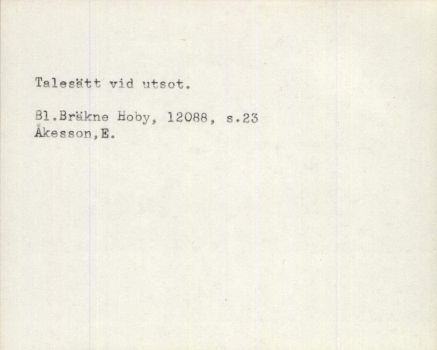 Talesätt vid utsot.
Bl.Bräkne Hoby, 12088, s.23
Åkesson,E.